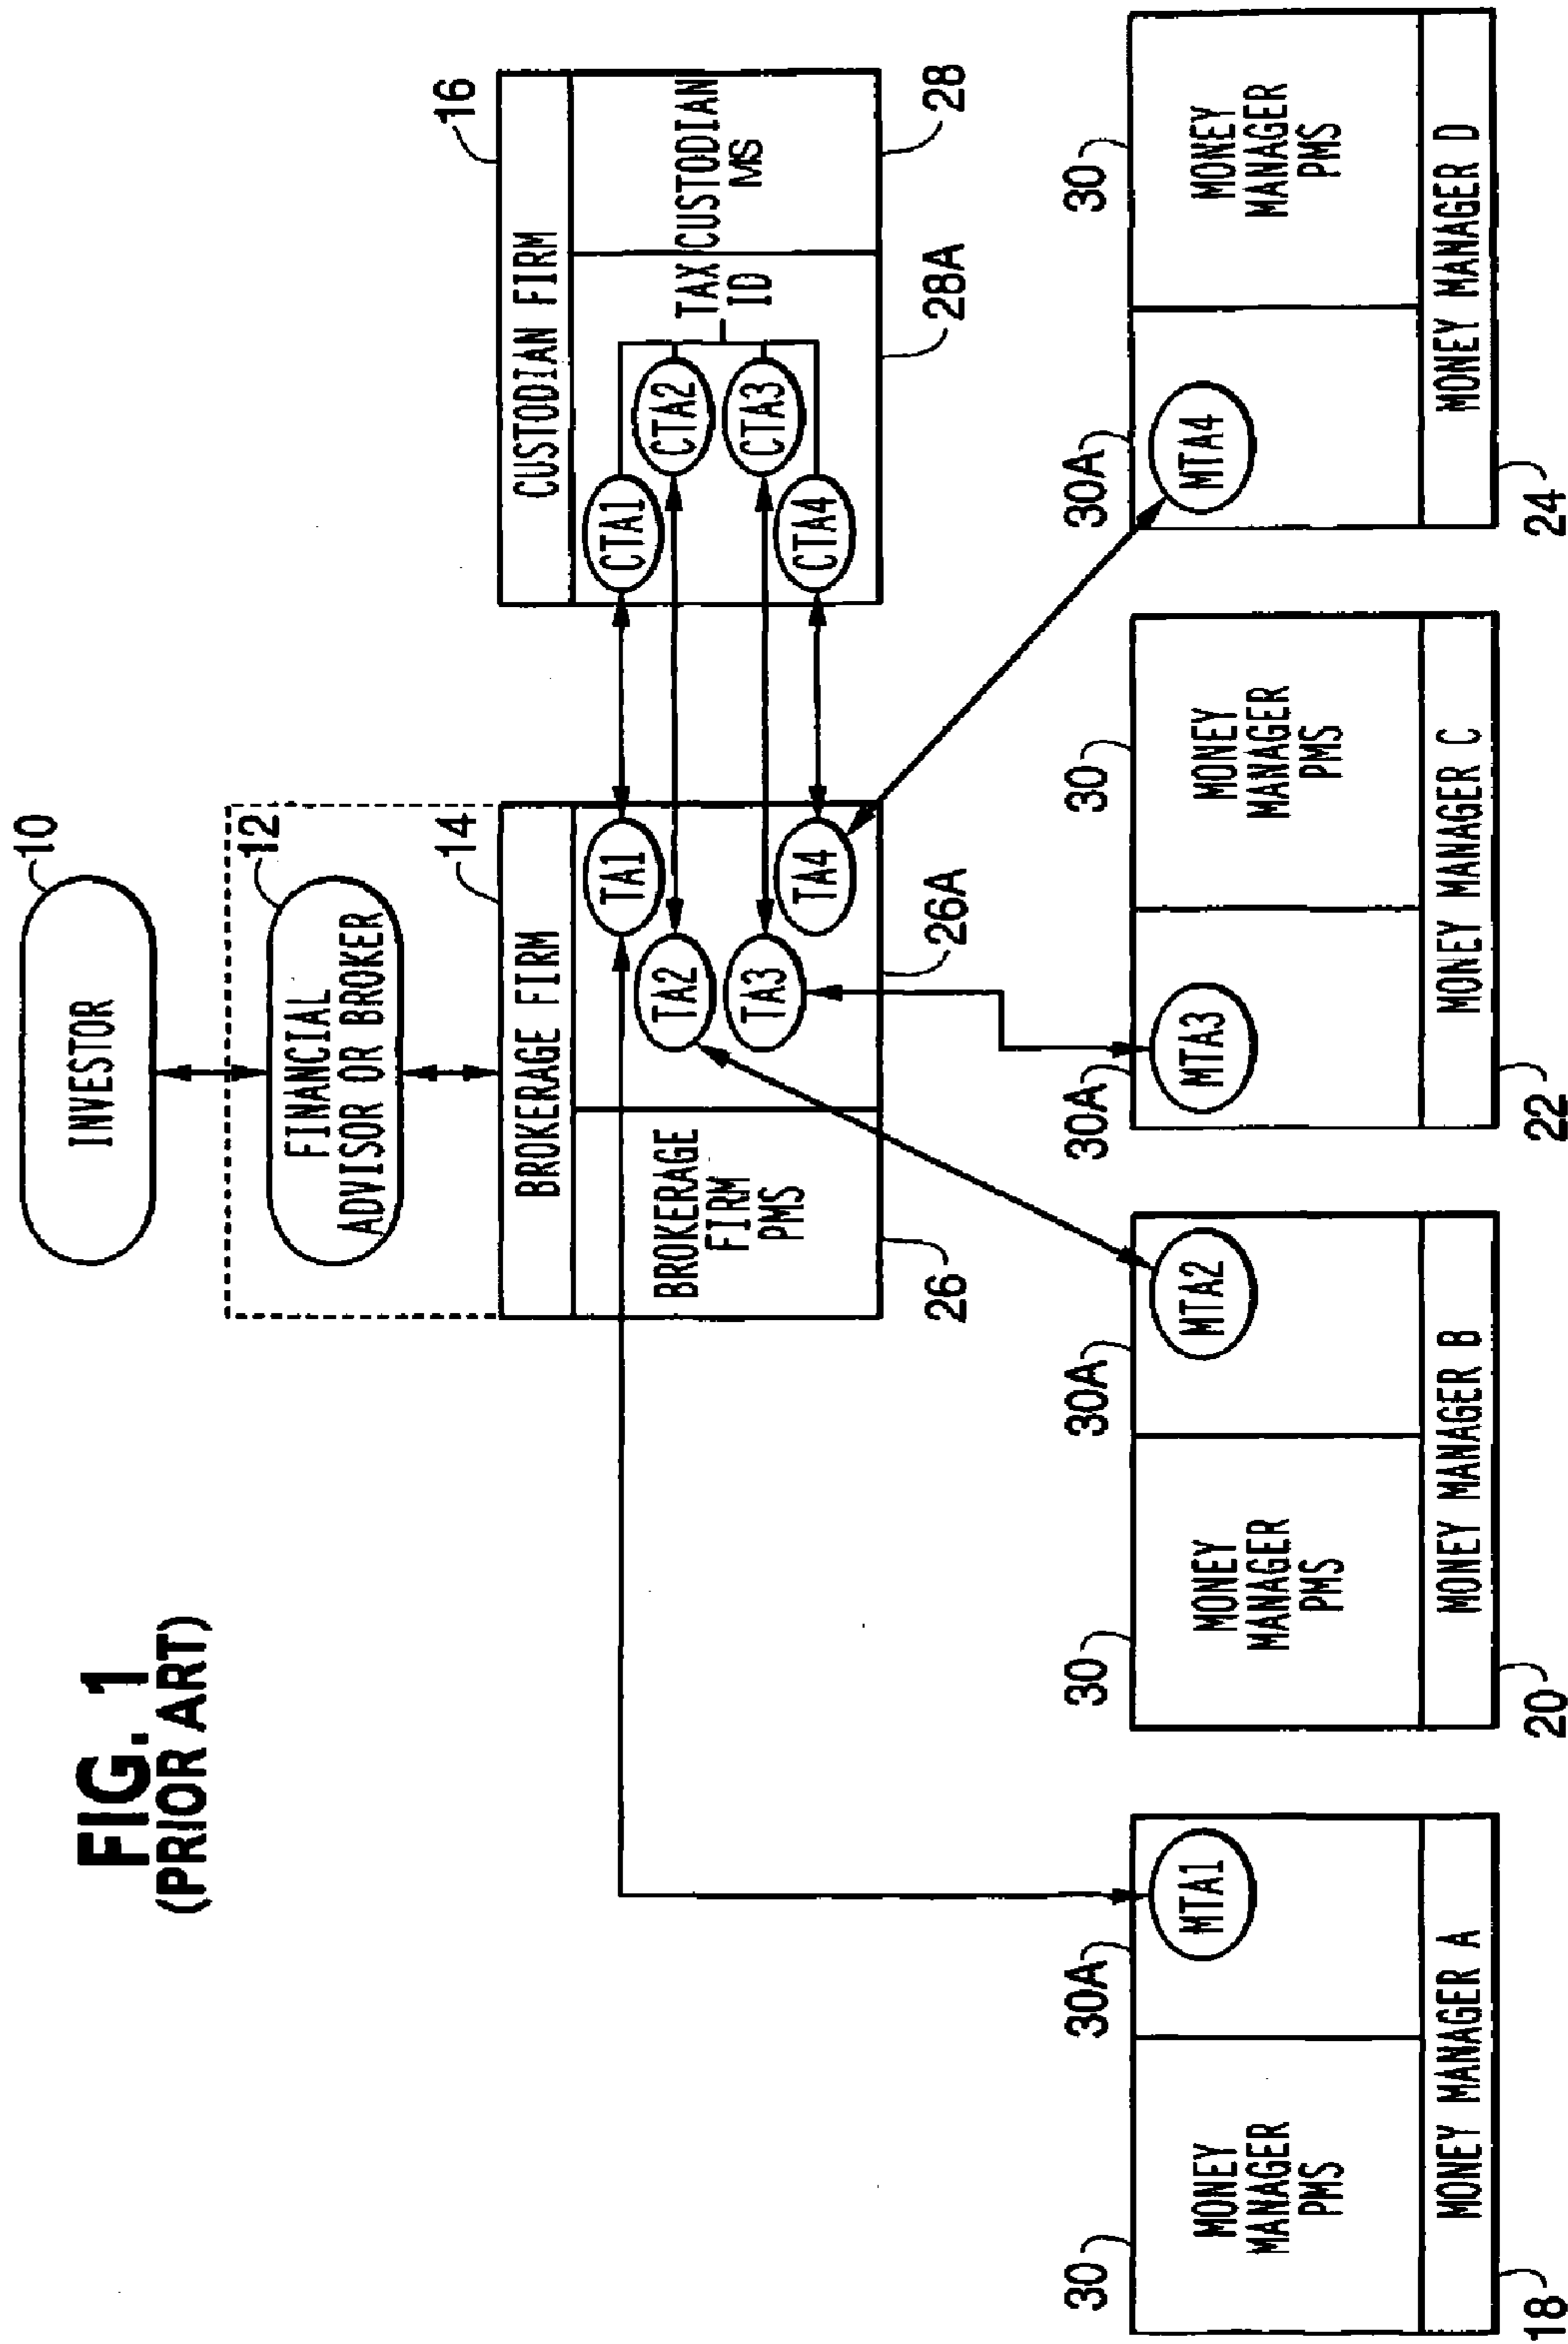 FIG. 1
(PRIOR ART)
10
INVESTOR
12
FINANCIAL
ADVISOR OR BROKER
14
BROKERAGE FIRM
BROKERAGE
FIRM
PMS
TA1
TA2
TA3
TA4
26
26A
16
CUSTODIAN FIRM
CTA1
CTA2
CTA3
CTA4
TAX
ID
CUSTODIAN
MS
28A
28
30
30A
MONEY
MANAGER
PMS
MTA1
MONEY MANAGER A
18
30
30A
MONEY
MANAGER
PMS
MTA2
MONEY MANAGER B
20
30A
30
MTA3
MONEY
MANAGER
PMS
MONEY MANAGER C
22
30A
30
MTA4
MONEY
MANAGER
PMS
MONEY MANAGER D
24